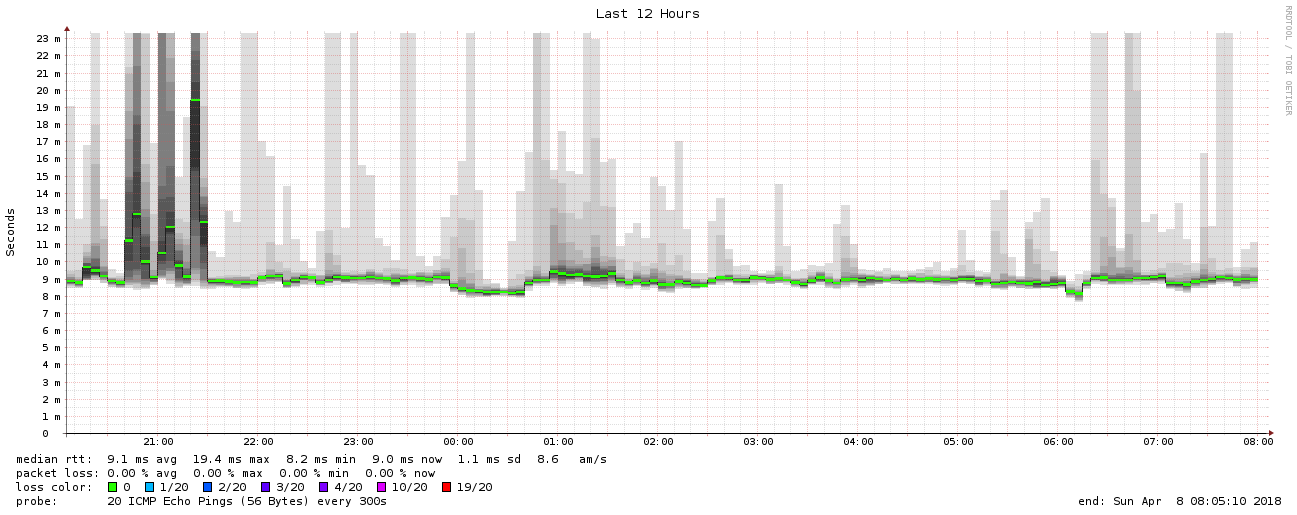 Last 12 Hours
RRDTOOL / TOBI OETIKER
Seconds
23 m
22 m
21 m
20 m
19 m
18 m
17 m
16 m
15 m
14 m
13 m
12 m
11 m
10 m
9 m
8 m
7 m
6 m
5 m
4 m
3 m
2 m
1 m
0
21:00 22:00 23:00 00:00 01:00 02:00 03:00 04:00 05:00 06:00 07:00 08:00
median rtt: 9.1 ms avg 19.4 ms max 8.2 ms min 9.0 ms now 1.1 ms sd 8.6 am/s
packet loss: 0.00 % avg 0.00 % max 0.00 % min 0.00 % now
loss color: 0 1/20 2/20 3/20 4/20 10/20 19/20
probe: 20 ICMP Echo Pings (56 Bytes) every 300s end: Sun Apr 8 08:05:10 2018